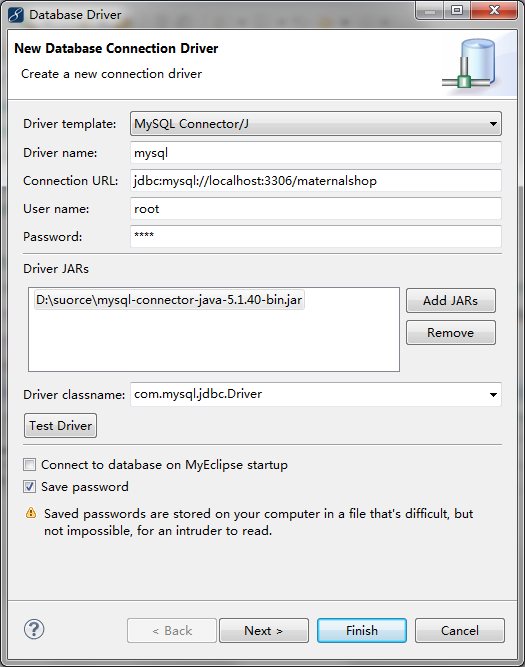 Database Driver
New Database Connection Driver
Create a new connection driver
Driver template: MySQL Connector/J
Driver name: mysql
Connection URL: jdbc:mysql://localhost:3306/maternalshop
User name: root
Password: ****
Driver JARs
D:\suorce\mysql-connector-java-5.1.40-bin.jar
Add JARs
Remove
Driver classname: com.mysql.jdbc.Driver
Test Driver
Connect to database on MyEclipse startup
Save password
Saved passwords are stored on your computer in a file that's difficult, but
not impossible, for an intruder to read.
? < Back Next > Finish Cancel